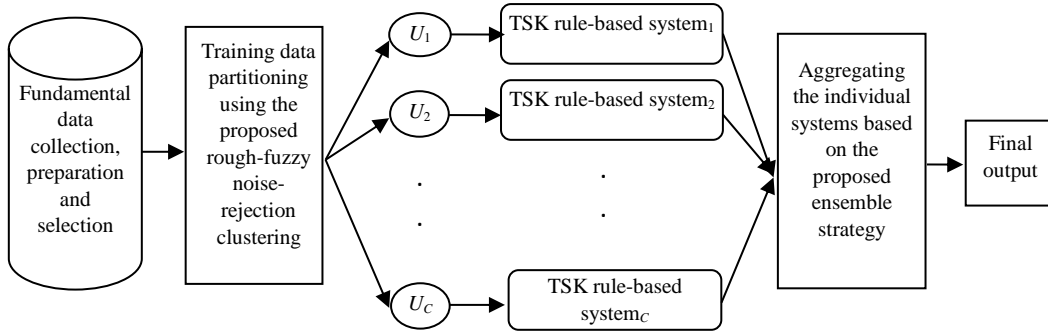 Fundamental
data
collection,
preparation
and
selection
Training data
partitioning
using the
proposed
rough-fuzzy
noise-
rejection
clustering
U1
U2
UC
TSK rule-based system1
TSK rule-based system2
TSK rule-based
systemC
Aggregating
the individual
systems based
on the
proposed
ensemble
strategy
Final
output